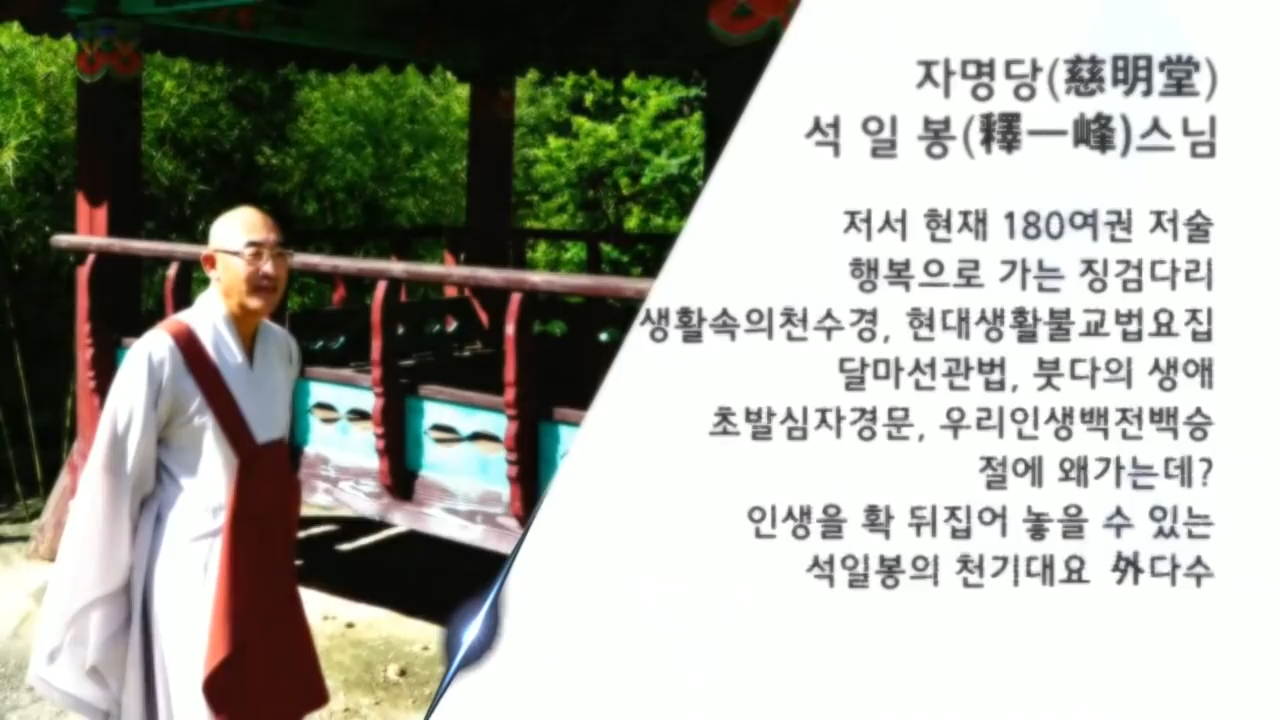 자명당(慈明堂)
석 일 봉(釋一峰)스님
저서 현재 180여권 저술
행복으로 가는 징검다리
생활속의천수경, 현대생활불교법요집
달마선관법, 붓다의 생애
초발심자경문, 우리인생백전백승
절에 왜가는데?
인생을 확 뒤집어 놓을 수 있는
석일봉의 천기대요 外다수